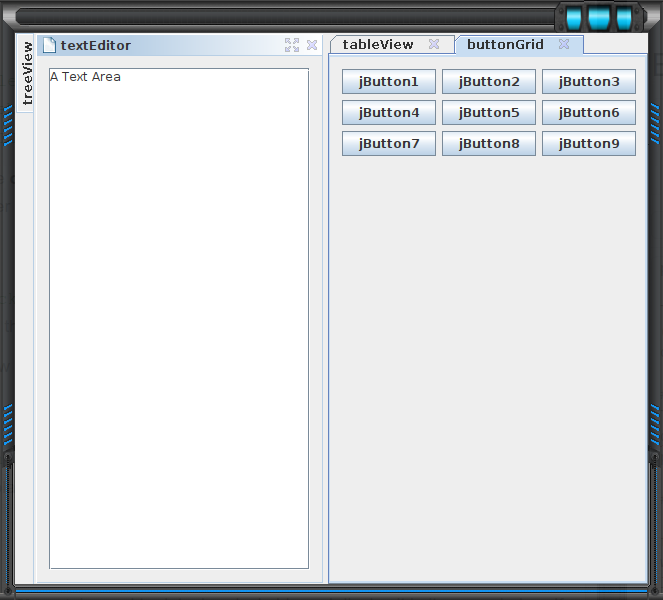 treeView
textEditor
A Text Area
tableView
buttonGrid
jButton1 jButton2 jButton3
jButton4 jButton5 jButton6
jButton7 jButton8 jButton9